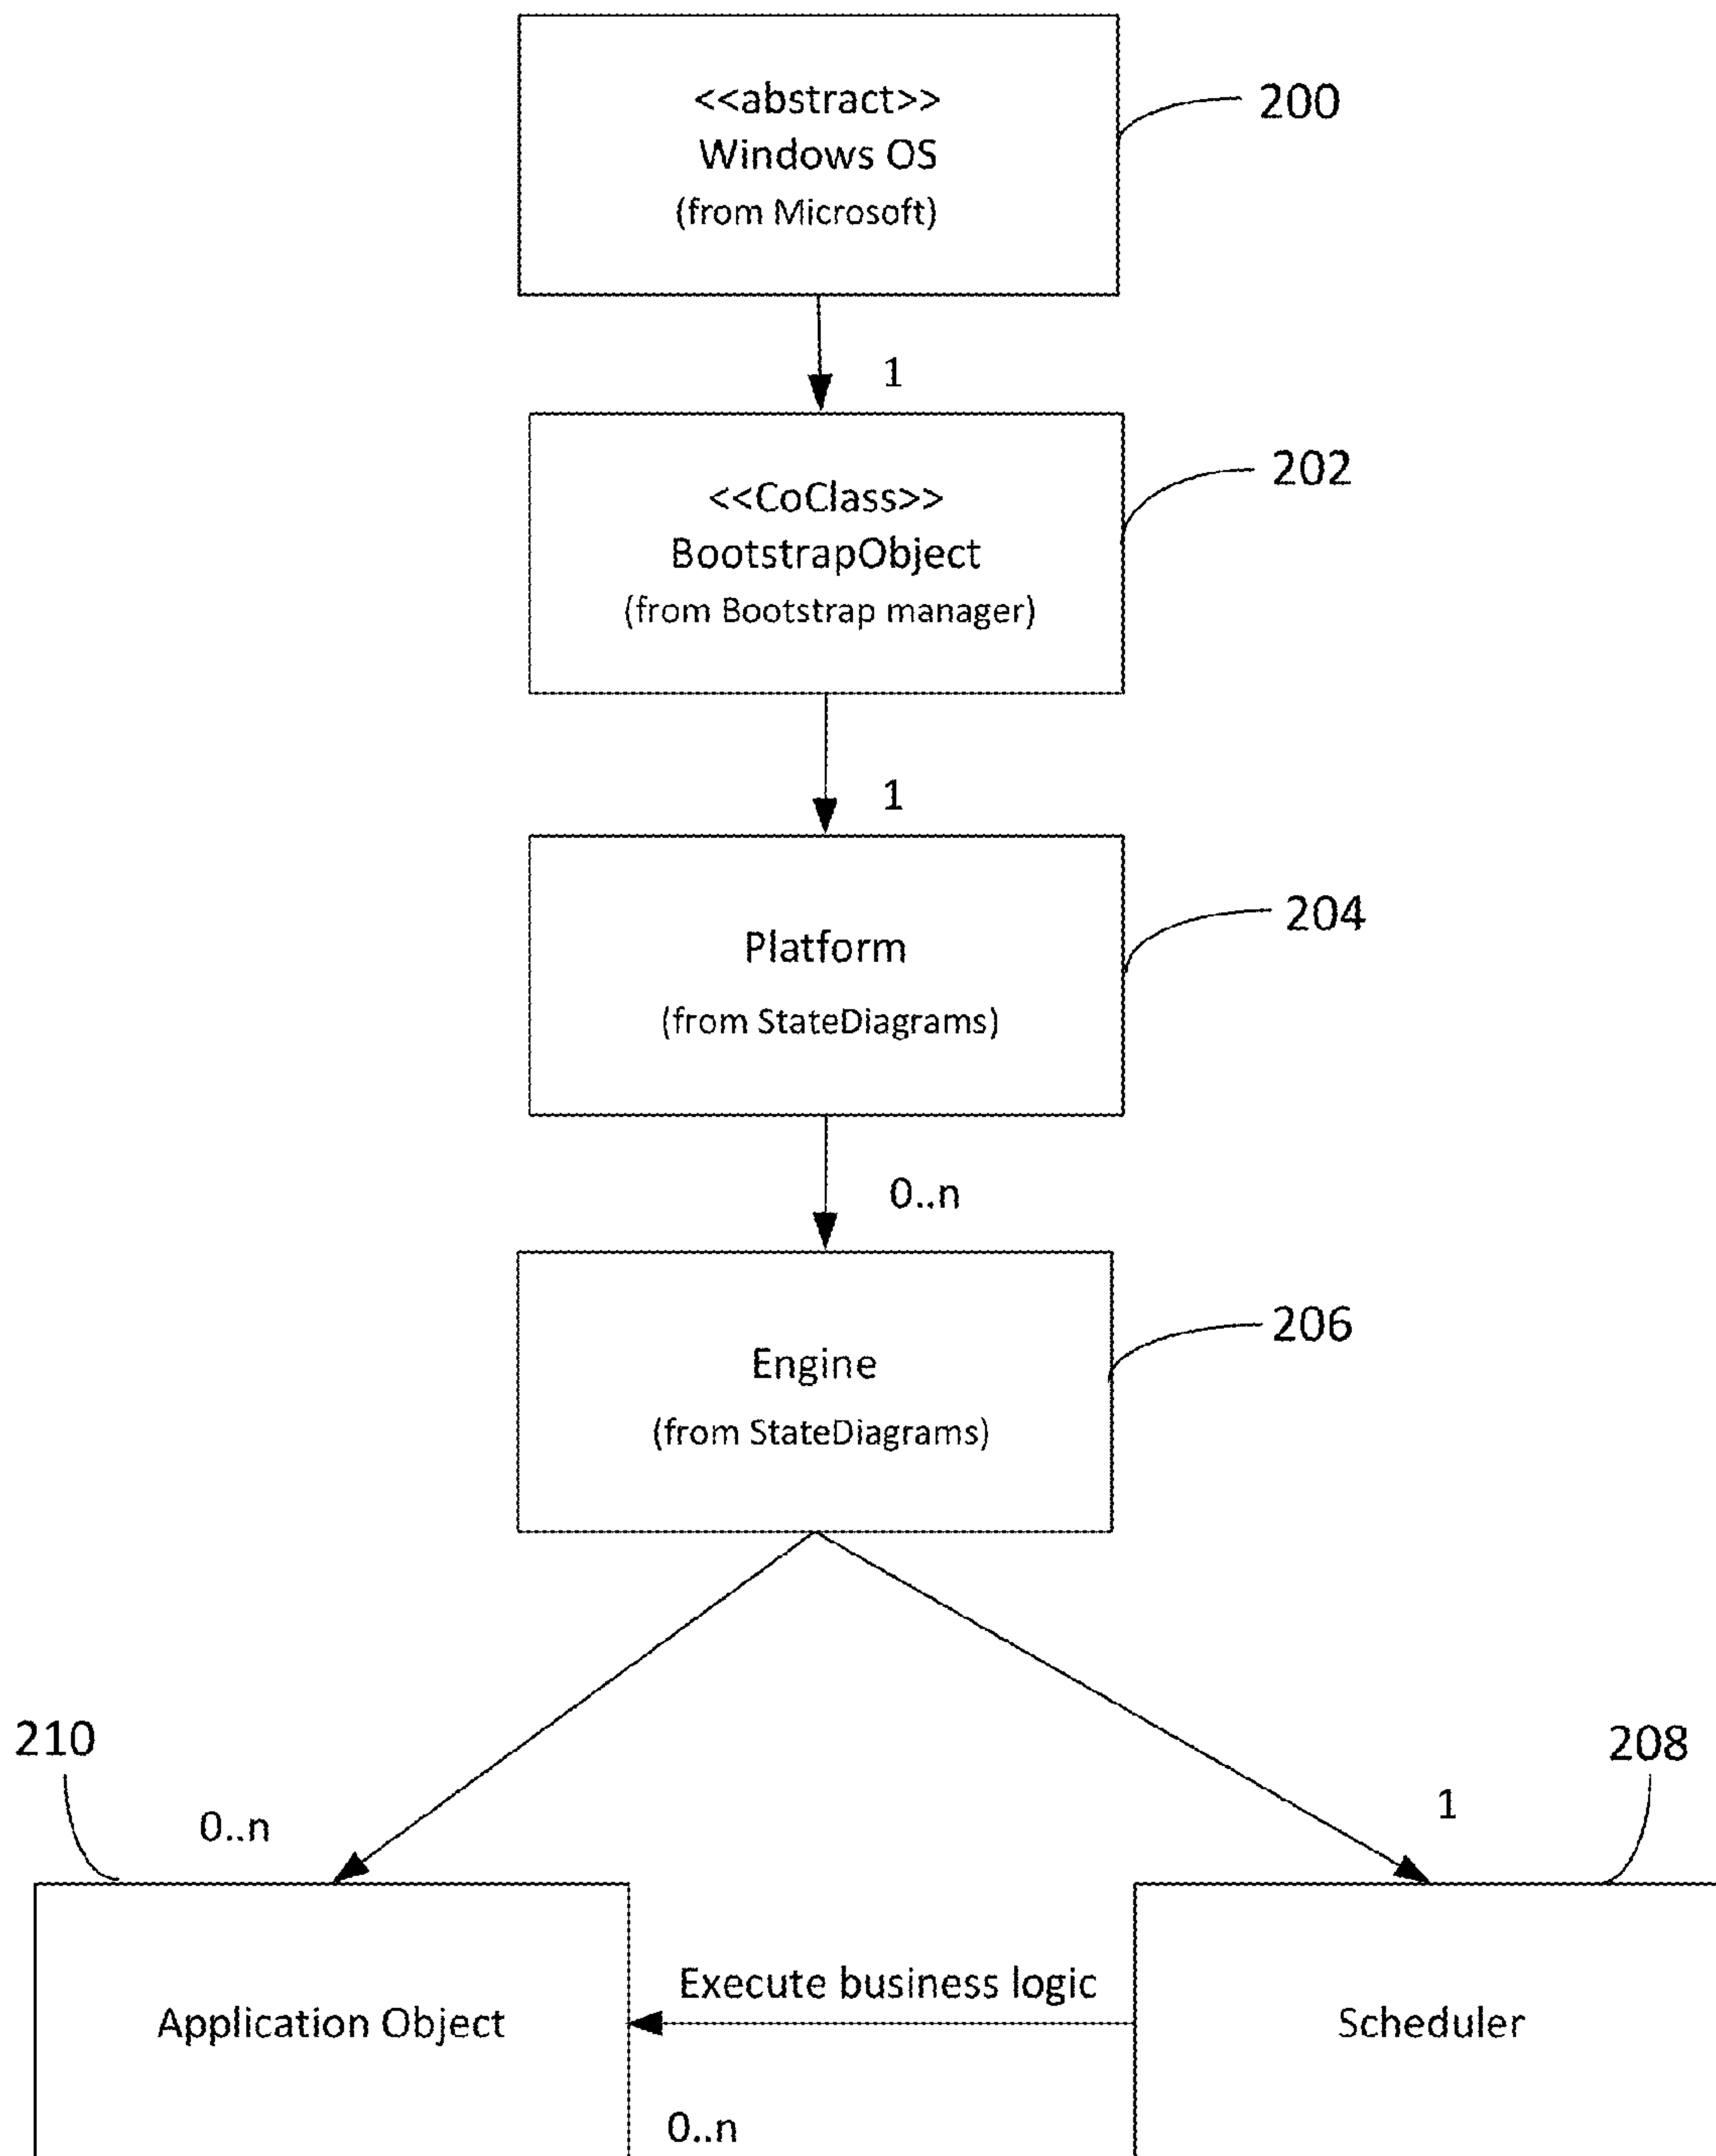 <<abstract>>
Windows OS
(from Microsoft)
200
1
<<CoClass>>
BootstrapObject
(from Bootstrap manager)
202
1
Platform
(from StateDiagrams)
204
0..n
Engine
(from StateDiagrams)
206
210
208
0..n
1
Application Object
Execute business logic
Scheduler
0..n